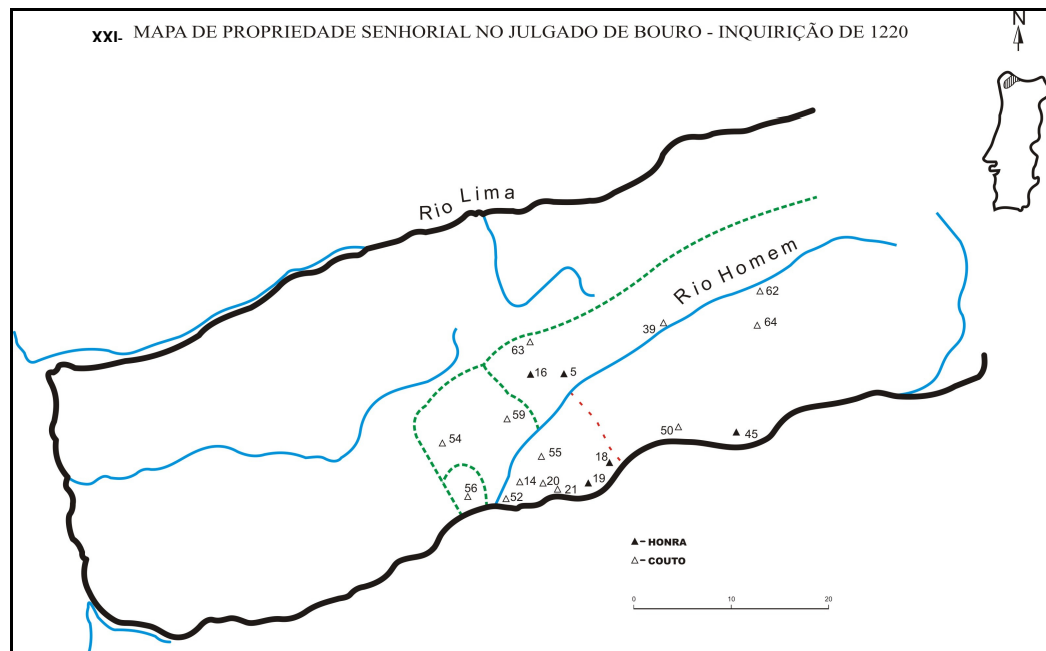 XXI- MAPA DE PROPRIEDADE SENHORIAL NO JULGADO DE BOURO - INQUIRIÇÃO DE 1220
N
Rio Lima
Rio Homem
62
39
64
63
16
5
59
50
45
54
55
18
56
14
20
19
52
21
▲- HONRA
△- COUTO
0 10 20